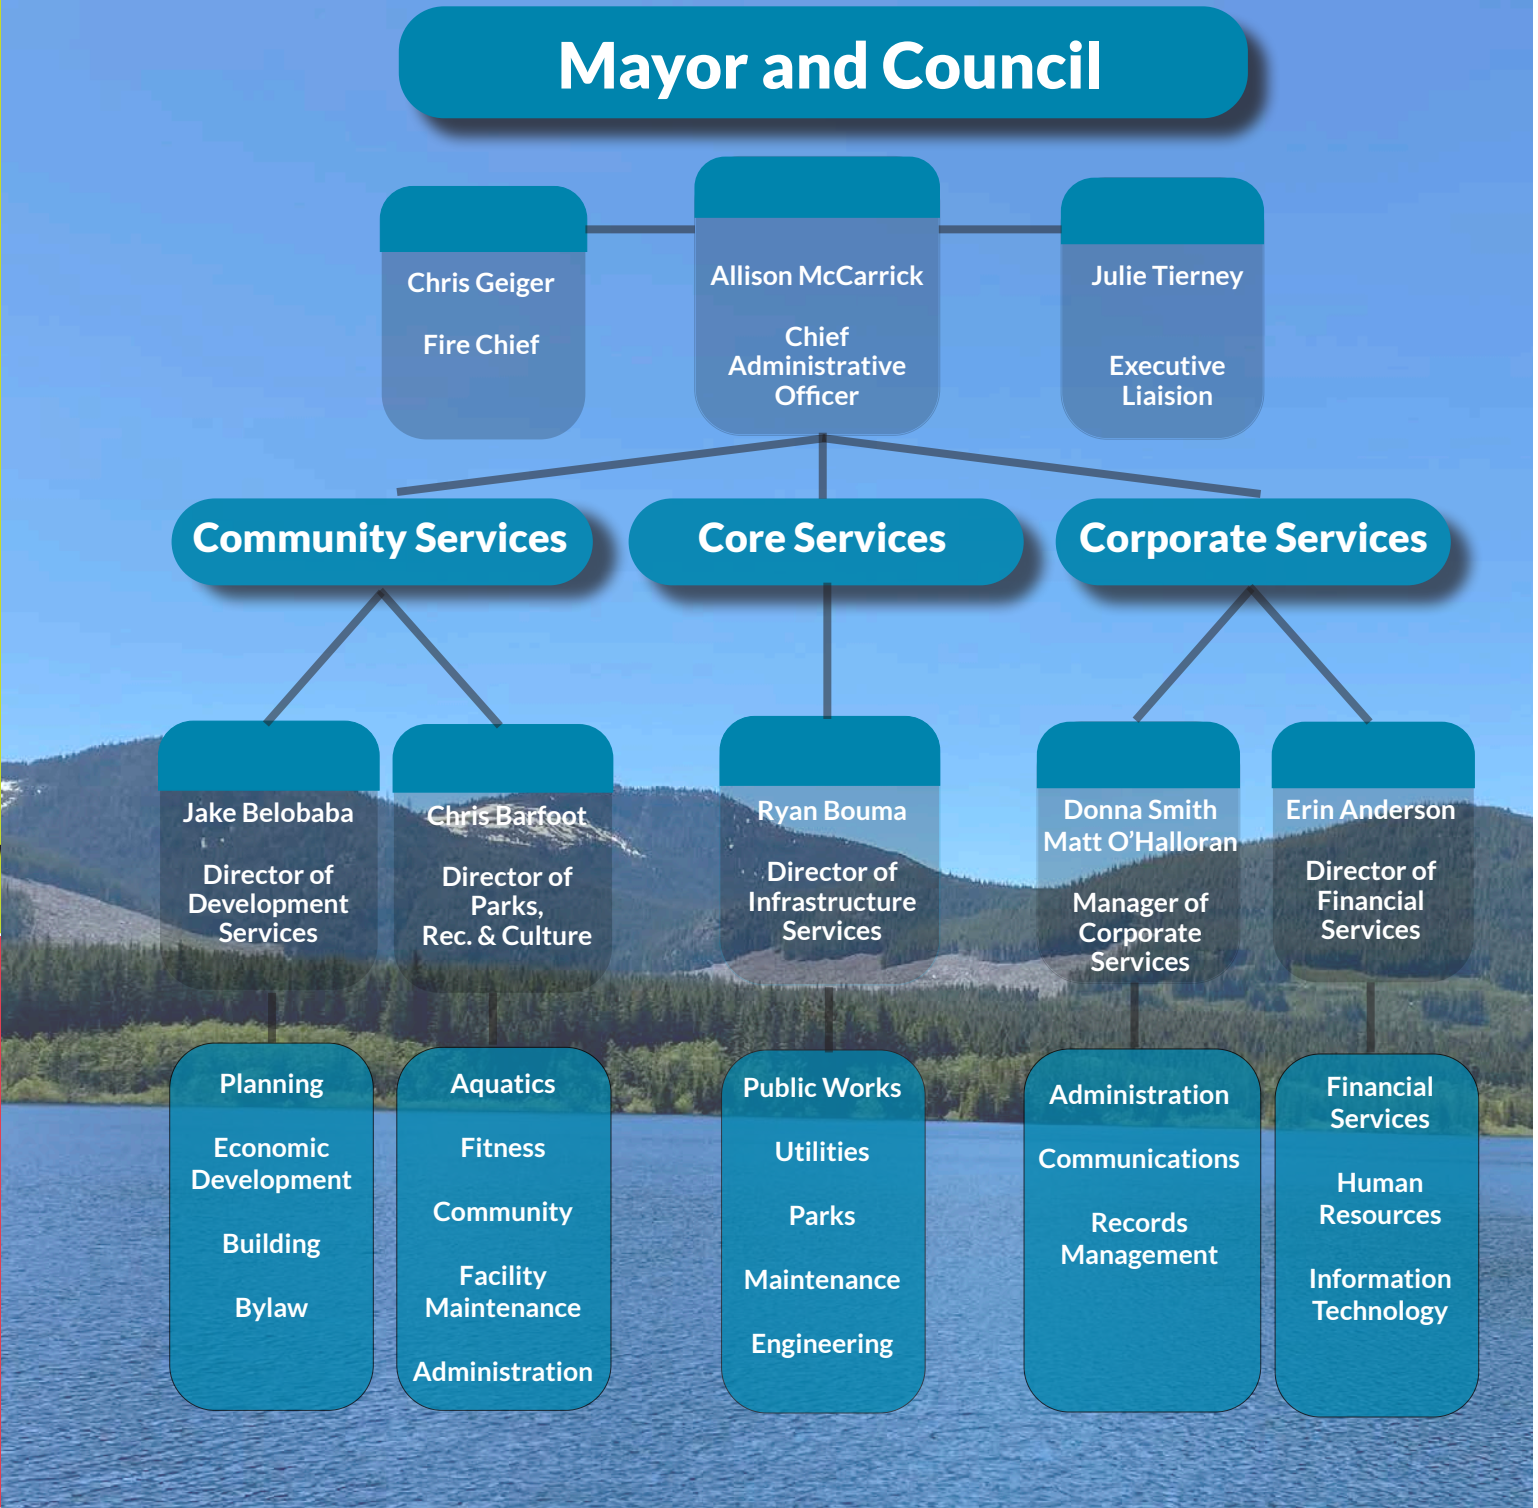 Mayor and Council
Chris Geiger
Fire Chief
Allison McCarrick
Chief
Administrative
Officer
Julie Tierney
Executive
Liaision
Community Services
Core Services
Corporate Services
Jake Belobaba
Director of
Development
Services
Chris Barfoot
Director of
Parks,
Rec. & Culture
Ryan Bouma
Director of
Infrastructure
Services
Donna Smith
Matt O’Halloran
Manager of
Corporate
Services
Erin Anderson
Director of
Financial
Services
Planning
Economic
Development
Building
Bylaw
Aquatics
Fitness
Community
Facility
Maintenance
Administration
Public Works
Utilities
Parks
Maintenance
Engineering
Administration
Communications
Records
Management
Financial
Services
Human
Resources
Information
Technology